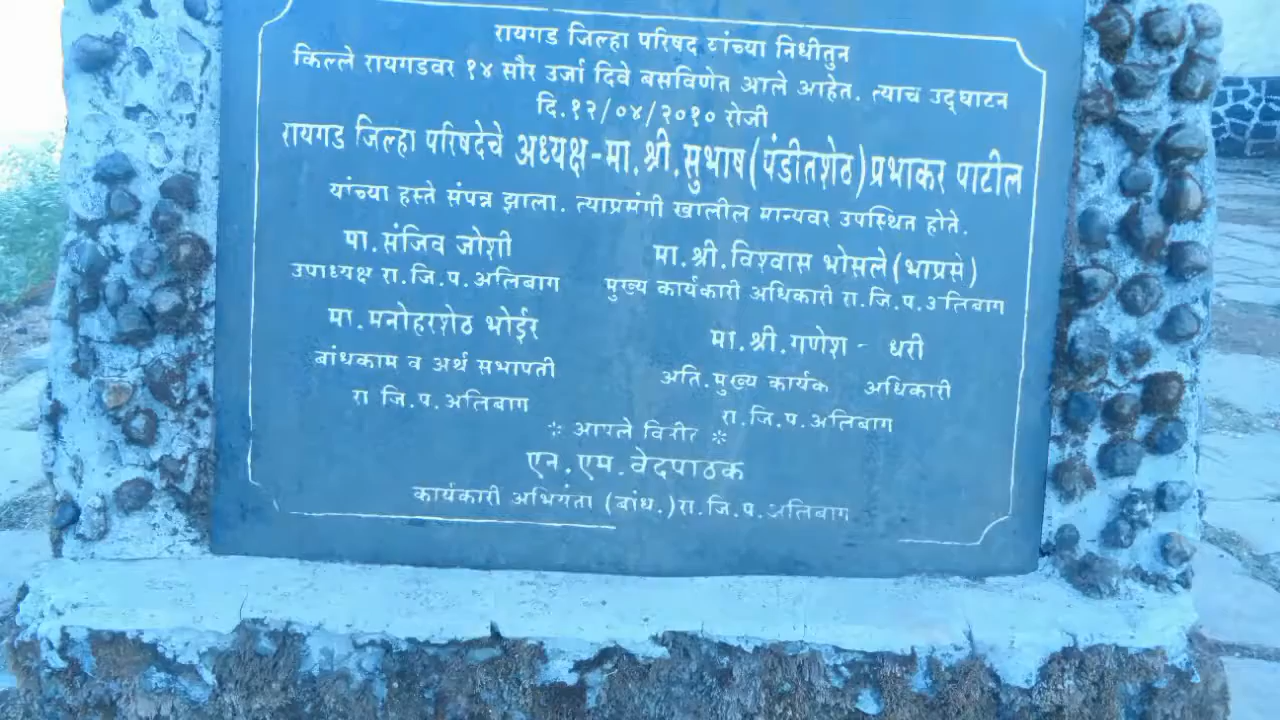 रायगड जिल्हा परिषद यांच्या निधीतुन
किल्ले रायगडवर १४ सौर उर्जा दिवे बसविणेत आले आहेत. त्याच उद्घाटन
दि.१२/०४/२०१० रोजी
रायगड जिल्हा परिषदेचे अध्यक्ष-मा.श्री.सुभाष(पंडीतशेठ)प्रभाकर पाटील
यांच्या हस्ते संपन्न झाला. त्याप्रमंगी खालील मान्यवर उपस्थित होते.
मा.संजिव जोशी
उपाध्यक्ष रा.जि.प.अलिबाग
मा.मनोहरशेठ भोईर
बांधकाम व अर्थ सभापती
रा जि.प.अलिबाग
मा.श्री.विश्वास भोसले(भाप्रसे)
मुख्य कार्यकारी अधिकारी रा.जि.प.अलिबाग
मा.श्री.गणेश - धरी
अति.मुख्य कार्यक अधिकारी
रा.जि.प.अलिबाग
※ आपले विनीत ※
एन.एम.वेदपाठक
कार्यकारी अभियंता (बांध.)रा.जि.प.अलिबाग